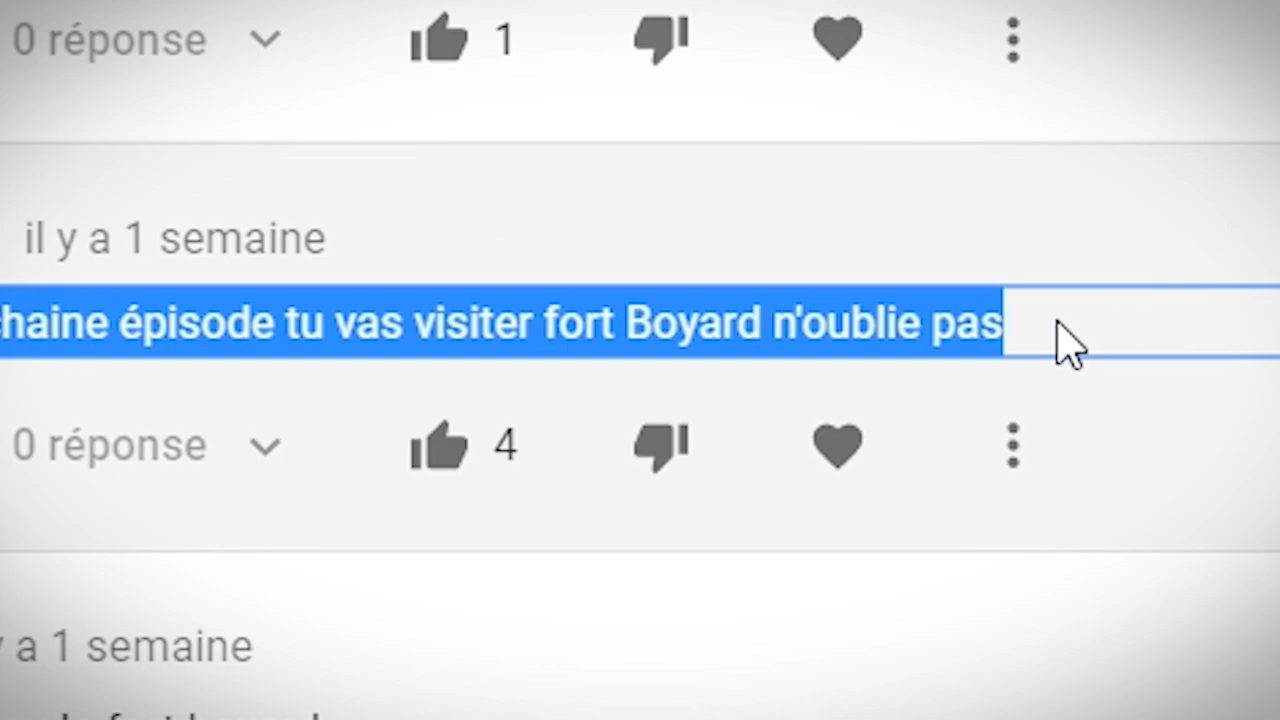 0 réponse 1
il y a 1 semaine
chaine épisode tu vas visiter fort Boyard n'oublie pas
0 réponse 4
y a 1 semaine